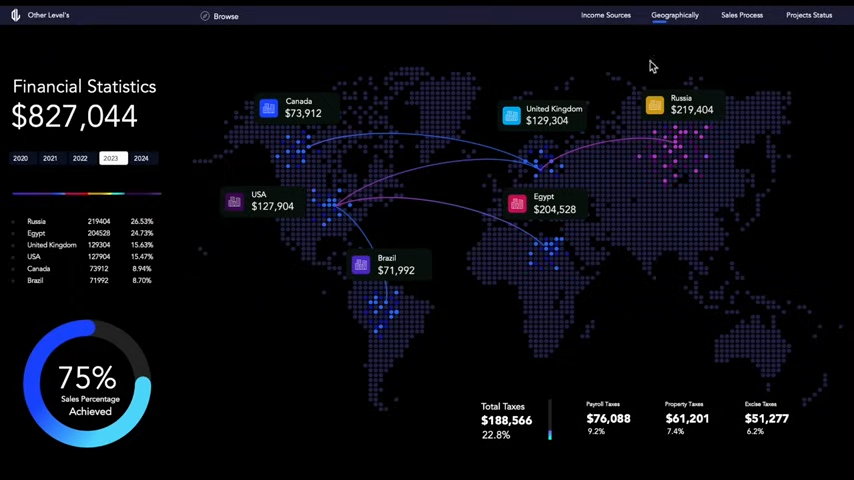 Other Level's
Browse
Income Sources
Geographically
Sales Process
Projects Status
Financial Statistics
$827,044
2020 2021 2022 2023 2024
Russia 219404 26.53%
Egypt 204528 24.73%
United Kingdom 129304 15.63%
USA 127904 15.47%
Canada 73912 8.94%
Brazil 71992 8.70%
75%
Sales Percentage
Achieved
Canada
$73,912
United Kingdom
$129,304
Russia
$219,404
USA
$127,904
Egypt
$204,528
Brazil
$71,992
Total Taxes
$188,566
22.8%
Payroll Taxes
$76,088
9.2%
Property Taxes
$61,201
7.4%
Excise Taxes
$51,277
6.2%